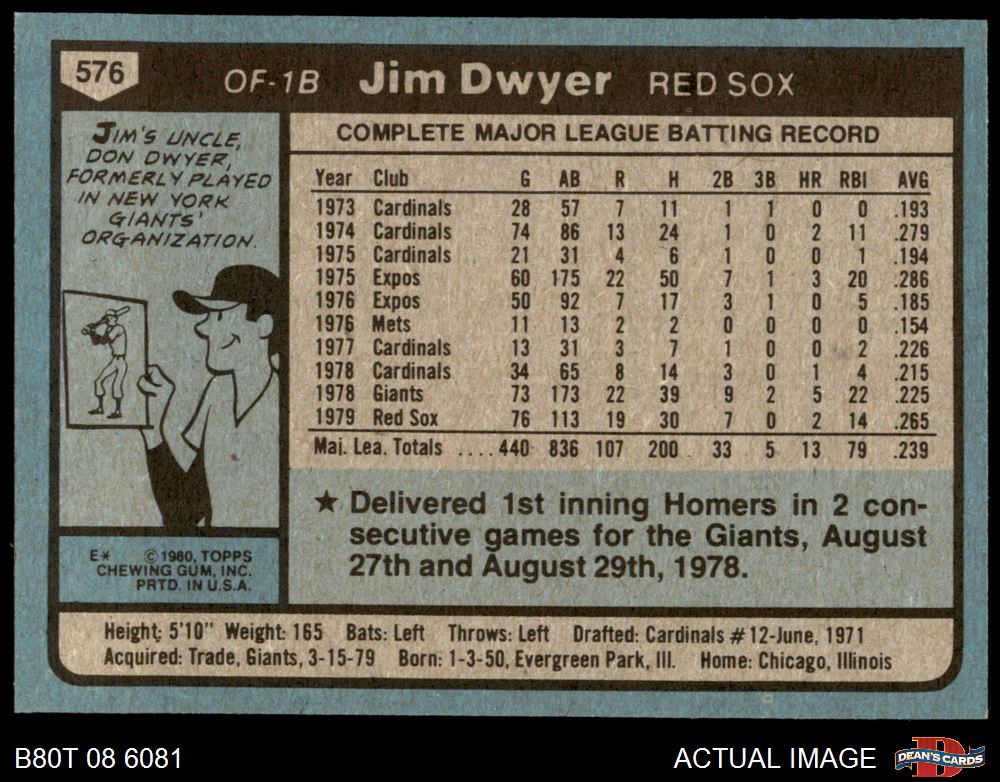 576 OF-1B Jim Dwyer RED SOX
JIM'S UNCLE,
DON DWYER,
FORMERLY PLAYED
IN NEW YORK
GIANTS'
ORGANIZATION.
COMPLETE MAJOR LEAGUE BATTING RECORD
Year Club G AB R H 2B 3B HR RBI AVG
1973 Cardinals 28 57 7 11 1 1 0 0 .193
1974 Cardinals 74 86 13 24 1 0 2 11 .279
1975 Cardinals 21 31 4 6 1 0 0 1 .194
1975 Expos 60 175 22 50 7 1 3 20 .286
1976 Expos 50 92 7 17 3 1 0 5 .185
1976 Mets 11 13 2 2 0 0 0 0 .154
1977 Cardinals 13 31 3 7 1 0 0 2 .226
1978 Cardinals 34 65 8 14 3 0 1 4 .215
1978 Giants 73 173 22 39 9 2 5 22 .225
1979 Red Sox 76 113 19 30 7 0 2 14 .265
Maj. Lea. Totals ....440 836 107 200 33 5 13 79 .239
★ Delivered 1st inning Homers in 2 con-
secutive games for the Giants, August
27th and August 29th, 1978.
E* ©1980, TOPPS
CHEWING GUM, INC.
PRTD. IN U.S.A.
Height: 5'10" Weight: 165 Bats: Left Throws: Left Drafted: Cardinals #12-June, 1971
Acquired: Trade, Giants, 3-15-79 Born: 1-3-50, Evergreen Park, Ill. Home: Chicago, Illinois
B80T 08 6081 ACTUAL IMAGE D DEAN'S CARDS